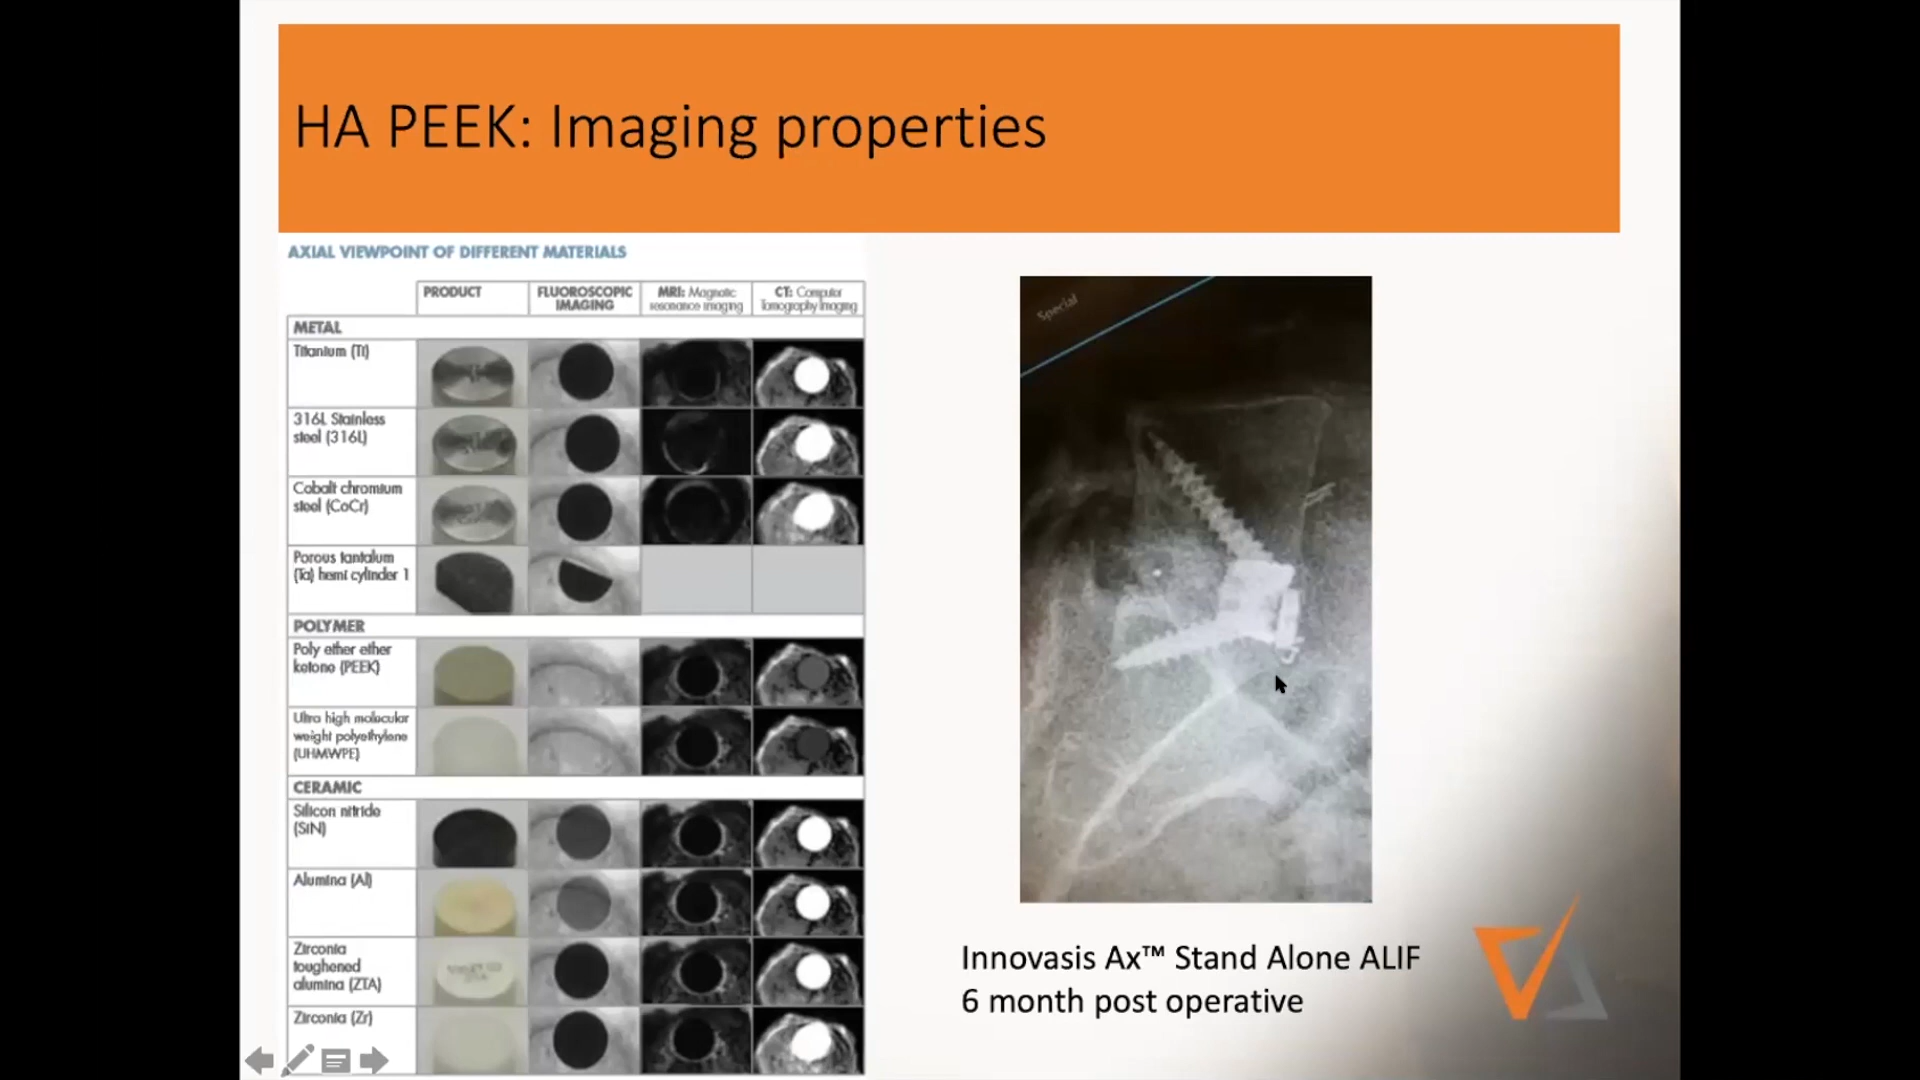 HA PEEK: Imaging properties
AXIAL VIEWPOINT OF DIFFERENT MATERIALS
PRODUCT
FLUOROSCOPIC
IMAGING
MRI: Magnetic
resonance imaging
CT: Computer
Tomography Imaging
METAL
Titanium (Ti)
316L Stainless
steel (316L)
Cobalt chromium
steel (CoCr)
Porous tantalum
(Ta) hemi cylinder 1
POLYMER
Poly ether ether
ketone (PEEK)
Ultra high molecular
weight polyethylene
(UHMWPE)
CERAMIC
Silicon nitride
(SiN)
Alumina (Al)
Zirconia
toughened
alumina (ZTA)
Zirconia (Zr)
Special
Innovasis Ax™ Stand Alone ALIF
6 month post operative